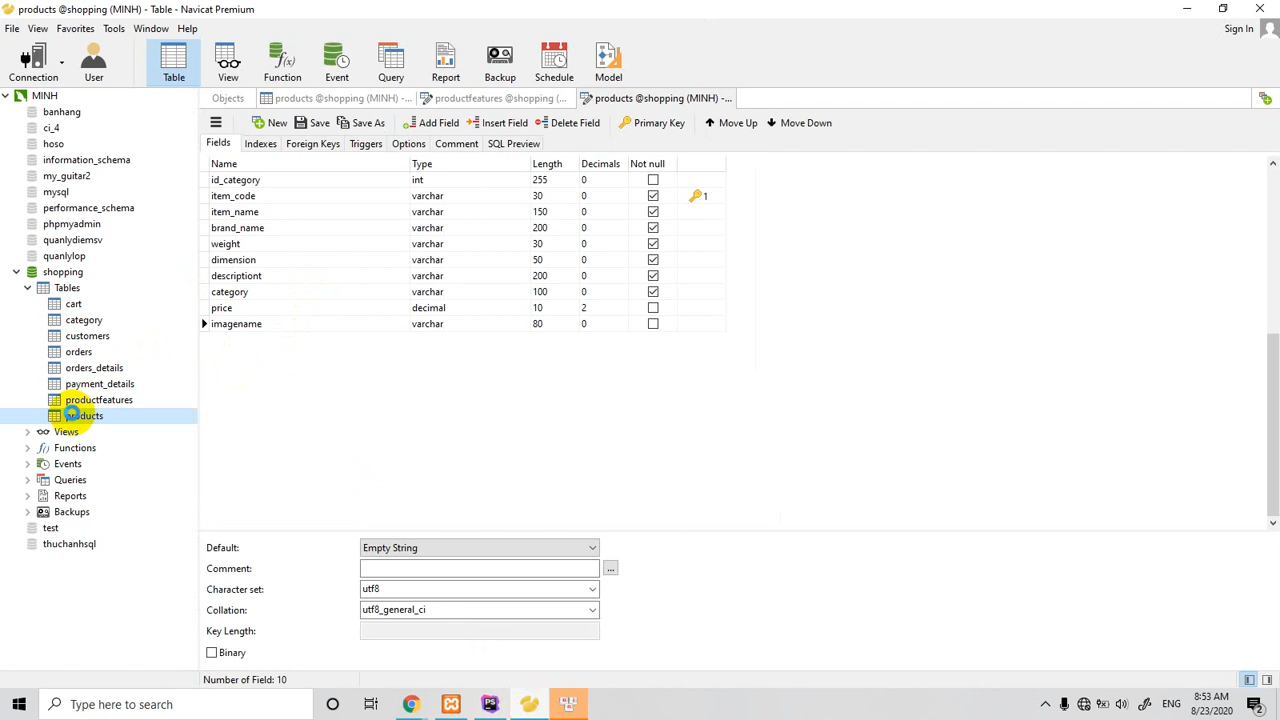 products @shopping (MINH) - Table - Navicat Premium
File View Favorites Tools Window Help
Sign In
Connection User Table View Function Event Query Report Backup Schedule Model
MINH
banhang
ci_4
hoso
information_schema
my_guitar2
mysql
performance_schema
phpmyadmin
quanlydiemsv
quanlylop
shopping
Tables
cart
category
customers
orders
orders_details
payment_details
productfeatures
products
Views
Functions
Events
Queries
Reports
Backups
test
thuchanhsql
Objects products @shopping (MINH) -... productfeatures @shopping (... products @shopping (MINH) -...
New Save Save As Add Field Insert Field Delete Field Primary Key Move Up Move Down
Fields Indexes Foreign Keys Triggers Options Comment SQL Preview
Name Type Length Decimals Not null
id_category int 255 0
item_code varchar 30 0 1
item_name varchar 150 0
brand_name varchar 200 0
weight varchar 30 0
dimension varchar 50 0
descriptiont varchar 200 0
category varchar 100 0
price decimal 10 2
imagename varchar 80 0
Default: Empty String
Comment: ...
Character set: utf8
Collation: utf8_general_ci
Key Length:
Binary
Number of Field: 10
Type here to search
PS
ENG
8:53 AM
8/23/2020
2